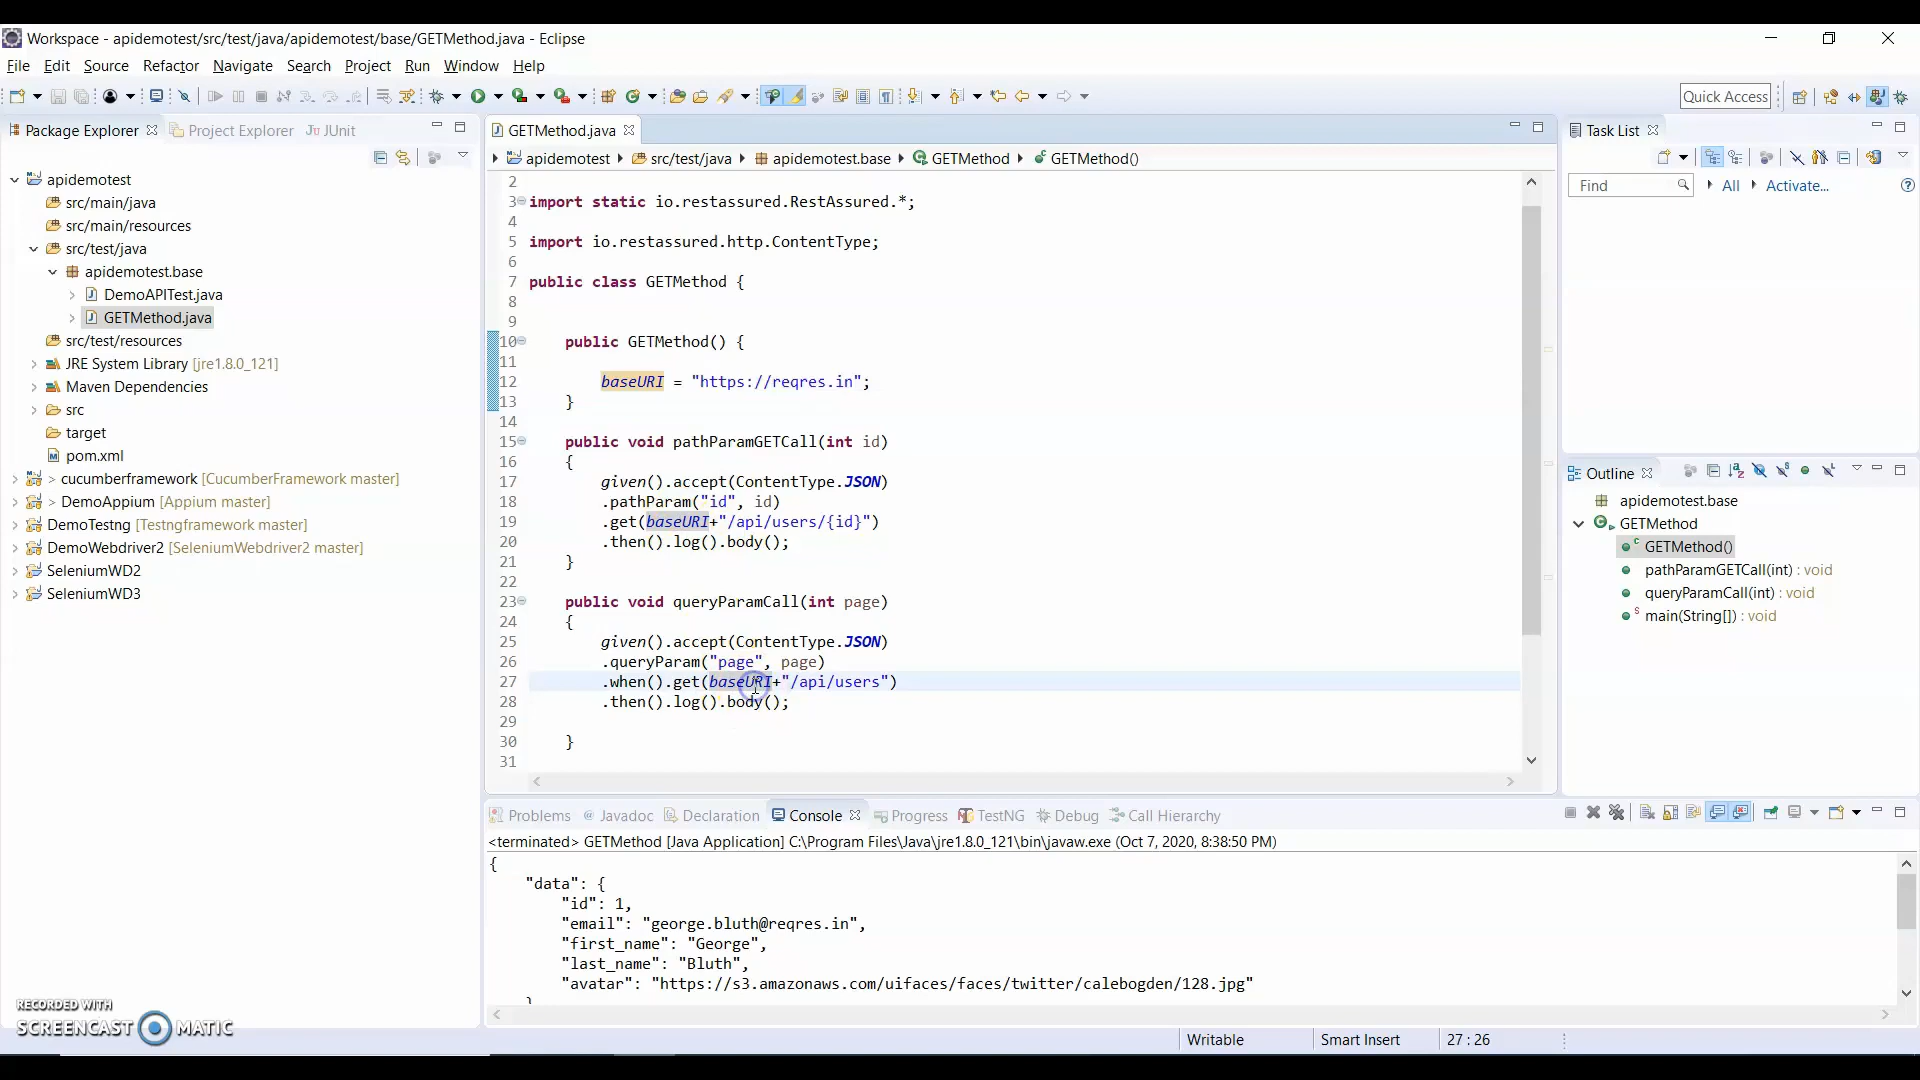 Workspace - apidemotest/src/test/java/apidemotest/base/GETMethod.java - Eclipse
File Edit Source Refactor Navigate Search Project Run Window Help
Quick Access
Package Explorer Project Explorer JUnit
apidemotest
src/main/java
src/main/resources
src/test/java
apidemotest.base
DemoAPITest.java
GETMethod.java
src/test/resources
JRE System Library [jre1.8.0_121]
Maven Dependencies
src
target
pom.xml
> cucumberframework [CucumberFramework master]
> DemoAppium [Appium master]
DemoTestng [Testngframework master]
DemoWebdriver2 [SeleniumWebdriver2 master]
SeleniumWD2
SeleniumWD3
GETMethod.java
apidemotest src/test/java apidemotest.base GETMethod GETMethod()
2
3 import static io.restassured.RestAssured.*;
4
5 import io.restassured.http.ContentType;
6
7 public class GETMethod {
8
9
10 public GETMethod() {
11
12 baseURI = "https://reqres.in";
13 }
14
15 public void pathParamGETCall(int id)
16 {
17 given().accept(ContentType.JSON)
18 .pathParam("id", id)
19 .get(baseURI+"/api/users/{id}")
20 .then().log().body();
21 }
22
23 public void queryParamCall(int page)
24 {
25 given().accept(ContentType.JSON)
26 .queryParam("page", page)
27 .when().get(baseURI+"/api/users")
28 .then().log().body();
29
30 }
31
Task List
Find All Activate...
Outline
apidemotest.base
GETMethod
GETMethod()
pathParamGETCall(int) : void
queryParamCall(int) : void
main(String[]) : void
Problems Javadoc Declaration Console Progress TestNG Debug Call Hierarchy
<terminated> GETMethod [Java Application] C:\Program Files\Java\jre1.8.0_121\bin\javaw.exe (Oct 7, 2020, 8:38:50 PM)
{
"data": {
"id": 1,
"email": "george.bluth@reqres.in",
"first_name": "George",
"last_name": "Bluth",
"avatar": "https://s3.amazonaws.com/uifaces/faces/twitter/calebogden/128.jpg"
}
RECORDED WITH
SCREENCAST MATIC
Writable Smart Insert 27 : 26